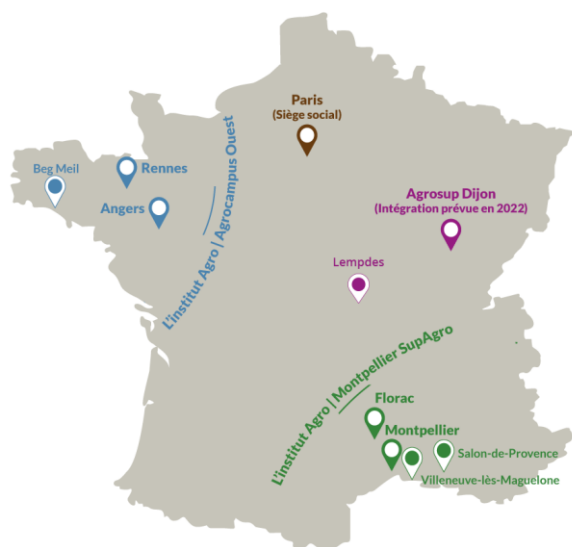 Paris
(Siège social)
L'institut Agro | Agrocampus Ouest
Beg Meil
Rennes
Angers
Agrosup Dijon
(Intégration prévue en 2022)
Lempdes
L'institut Agro | Montpellier SupAgro
Florac
Montpellier
Salon-de-Provence
Villeneuve-lès-Maguelone